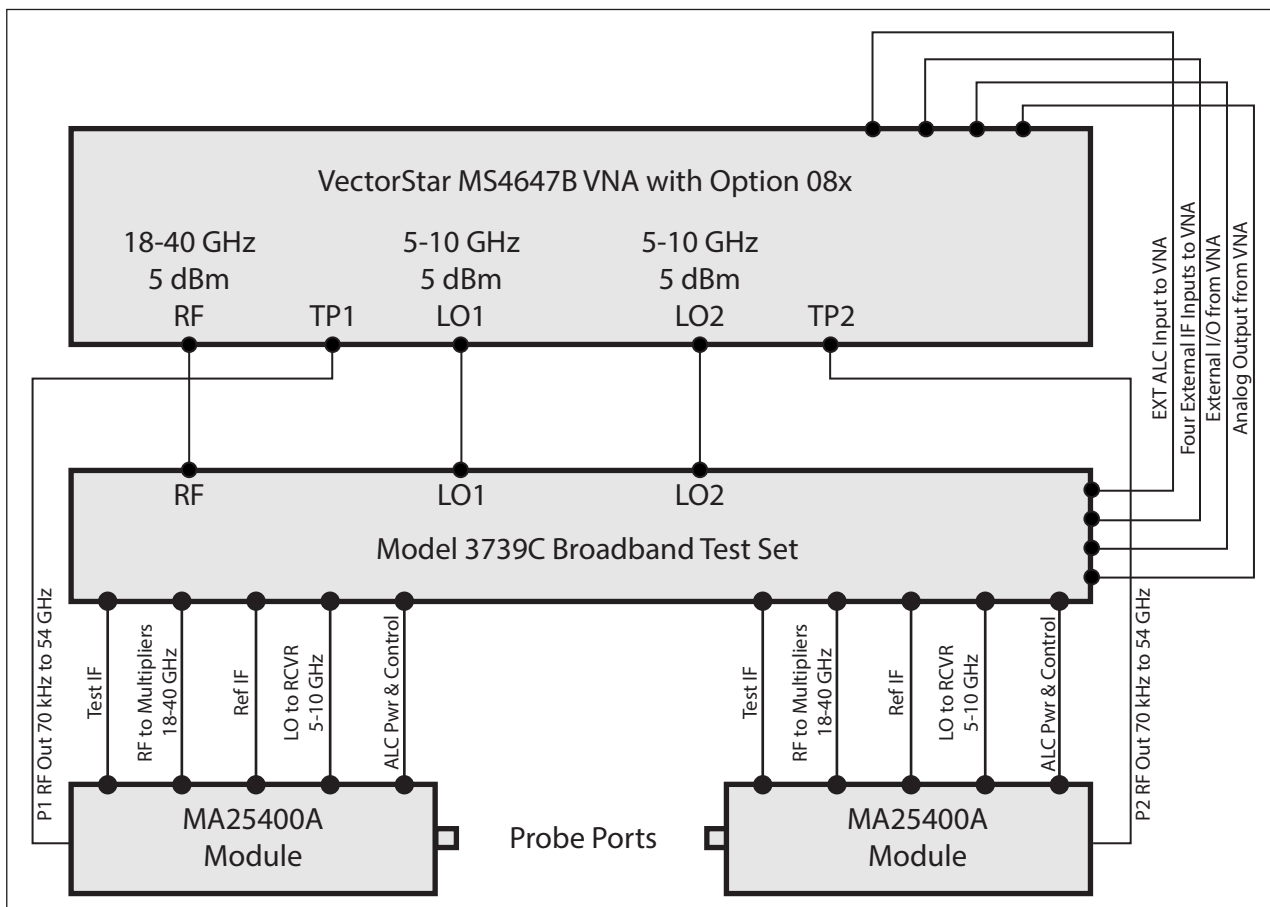 VectorStar MS4647B VNA with Option 08x
18-40 GHz
5 dBm
RF
TP1
5-10 GHz
5 dBm
LO1
5-10 GHz
5 dBm
LO2
TP2
EXT ALC Input to VNA
Four External IF Inputs to VNA
External I/O from VNA
Analog Output from VNA
RF
LO1
LO2
Model 3739C Broadband Test Set
P1 RF Out 70 kHz to 54 GHz
Test IF
RF to Multipliers
18-40 GHz
Ref IF
LO to RCVR
5-10 GHz
ALC Pwr & Control
Test IF
RF to Multipliers
18-40 GHz
Ref IF
LO to RCVR
5-10 GHz
ALC Pwr & Control
P2 RF Out 70 kHz to 54 GHz
MA25400A
Module
Probe Ports
MA25400A
Module